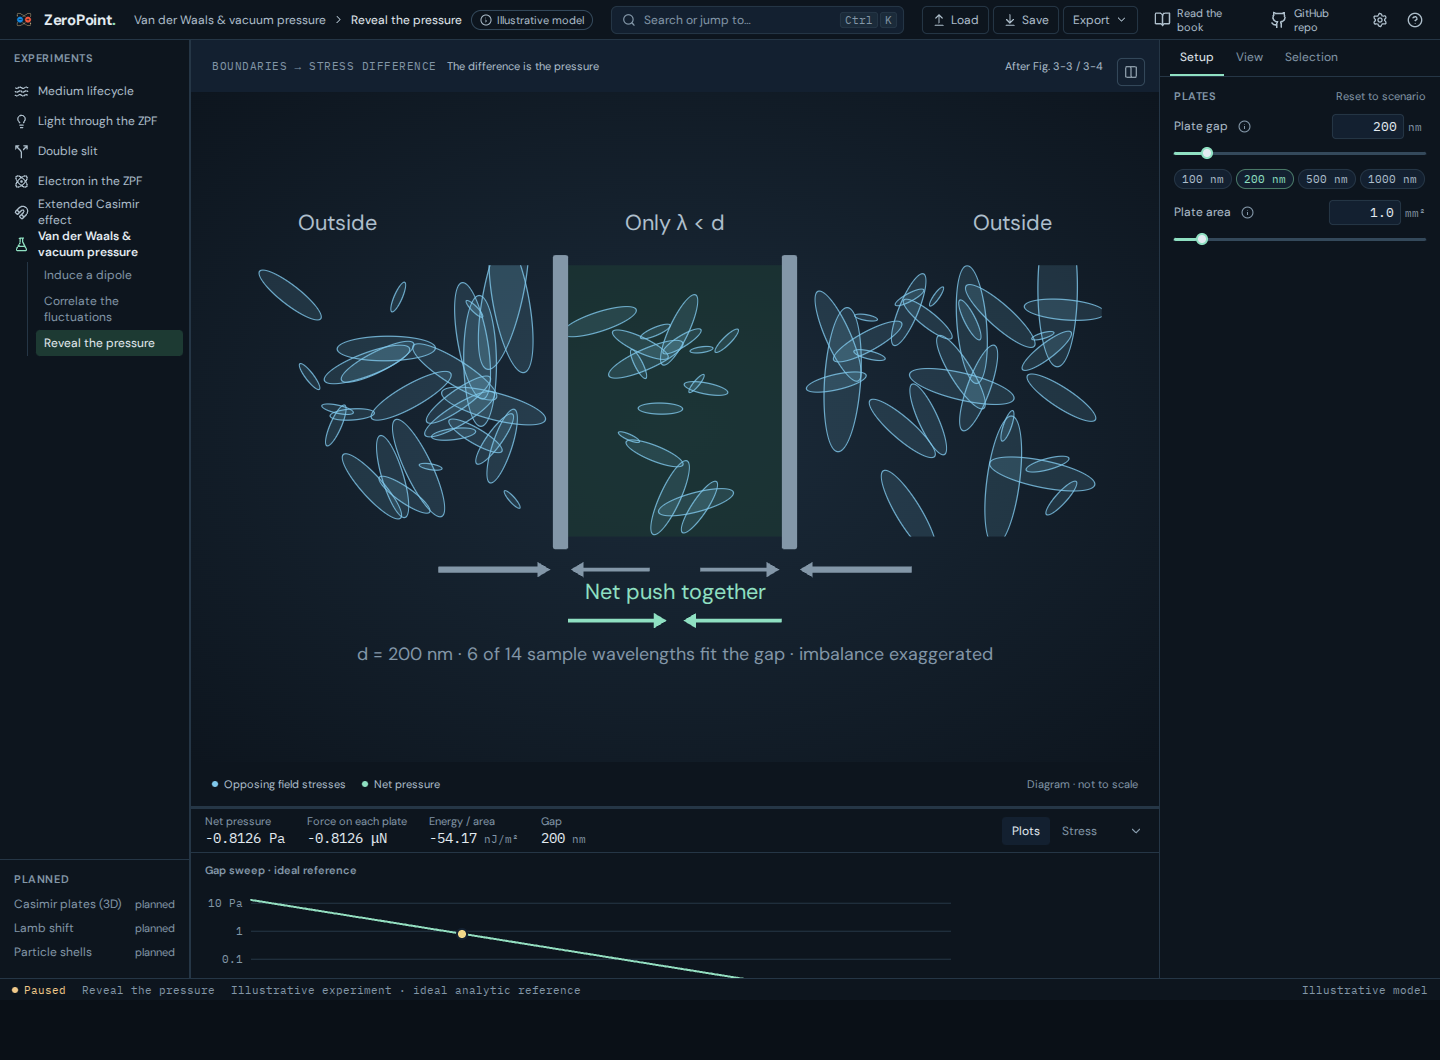 ZeroPoint.
Van der Waals & vacuum pressure > Reveal the pressure
Illustrative model
Search or jump to...
Ctrl K
Load
Save
Export
Read the book
GitHub repo
EXPERIMENTS
Medium lifecycle
Light through the ZPF
Double slit
Electron in the ZPF
Extended Casimir
effect
Van der Waals &
vacuum pressure
Induce a dipole
Correlate the
fluctuations
Reveal the pressure
PLANNED
Casimir plates (3D) planned
Lamb shift planned
Particle shells planned
BOUNDARIES → STRESS DIFFERENCE The difference is the pressure
After Fig. 3-3 / 3-4
Outside
Only λ < d
Outside
Net push together
d = 200 nm · 6 of 14 sample wavelengths fit the gap · imbalance exaggerated
Opposing field stresses
Net pressure
Diagram · not to scale
Net pressure
-0.8126 Pa
Force on each plate
-0.8126 μN
Energy / area
-54.17 nJ/m²
Gap
200 nm
Plots
Stress
Gap sweep · ideal reference
10 Pa
1
0.1
Setup
View
Selection
PLATES
Reset to scenario
Plate gap
200 nm
100 nm
200 nm
500 nm
1000 nm
Plate area
1.0 mm²
Paused
Reveal the pressure
Illustrative experiment · ideal analytic reference
Illustrative model